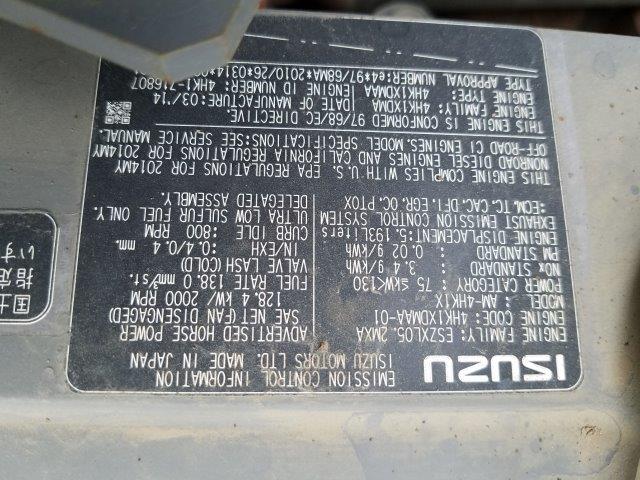 ISUZU
EMISSION CONTROL INFORMATION
ISUZU MOTORS LTD. MADE IN JAPAN
ENGINE FAMILY: ESZXL05.2MXA
ENGINE CODE: 4HK1XDMAA-01
MODEL: AM-4HK1X
POWER CATEGORY 75 ≤kW<130
NOx STANDARD 3.4 g/kWh
PM STANDARD 0.02 g/kWh
ENGINE DISPLACEMENT:5.193liters
EXHAUST EMISSION CONTROL SYSTEM
:ECM, TC, CAC, DFI, EGR, OC, PTOX
ADVERTISED HORSE POWER
SAE NET (FAN DISENGAGED)
128.4 kW/ 2000 RPM
FUEL RATE 138.0 mm³/st.
VALVE LASH (COLD)
IN/EXH :0.4/0.4 mm.
CURB IDLE :800 RPM
ULTRA LOW SULFUR FUEL ONLY.
DELEGATED ASSEMBLY.
THIS ENGINE COMPLIES WITH U.S. EPA REGULATIONS FOR 2014MY
NONROAD DIESEL ENGINES AND CALIFORNIA REGULATIONS FOR 2014MY
OFF-ROAD CI ENGINES. MODEL SPECIFICATIONS:SEE SERVICE MANUAL.
THIS ENGINE IS CONFORMED 97/68/EC DIRECTIVE.
ENGINE FAMILY: 4HK1XDMA
ENGINE TYPE: 4HK1XDMAA
DATE OF MANUFACTURE: 03/'14
ENGINE ID NUMBER: 4HK1-
TYPE APPROVAL NUMBER:e4*97/68MA*2010/26*0314*
国土
指定
いす